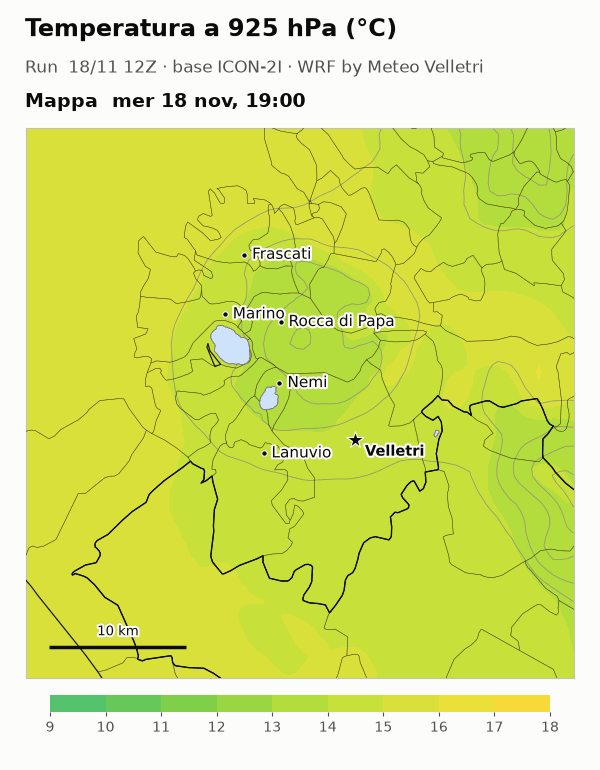 Temperatura a 925 hPa (°C)
Run  18/11 12Z · base ICON-2I · WRF by Meteo Velletri
Mappa  mer 18 nov, 19:00
Frascati
Marino
Rocca di Papa
Nemi
Velletri
Lanuvio
10 km
9 10 11 12 13 14 15 16 17 18